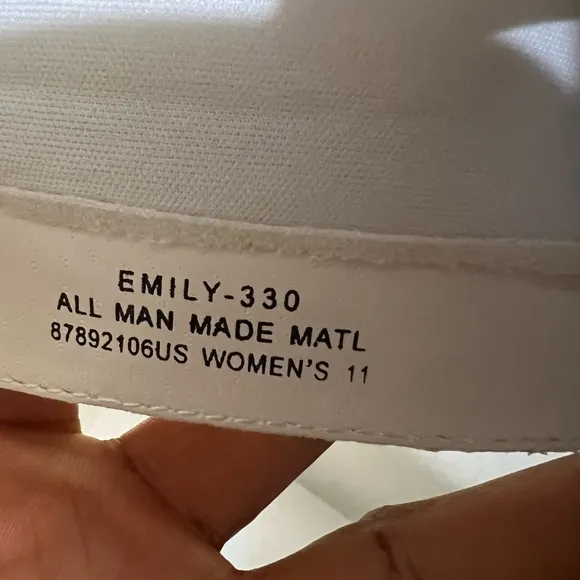 EMILY-330
ALL MAN MADE MATL
87892106US WOMEN'S 11